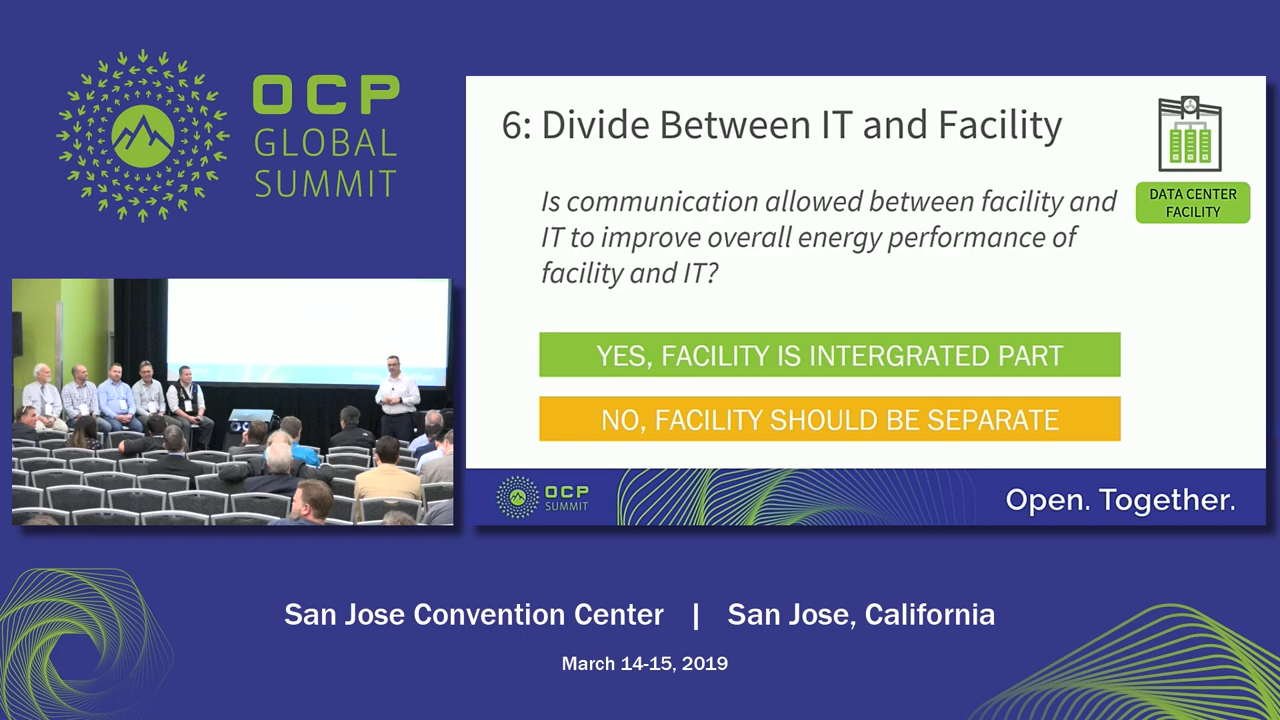 OCP
GLOBAL
SUMMIT
6: Divide Between IT and Facility
DATA CENTER
FACILITY
Is communication allowed between facility and
IT to improve overall energy performance of
facility and IT?
YES, FACILITY IS INTERGRATED PART
NO, FACILITY SHOULD BE SEPARATE
OCP
SUMMIT
Open. Together.
San Jose Convention Center | San Jose, California
March 14-15, 2019